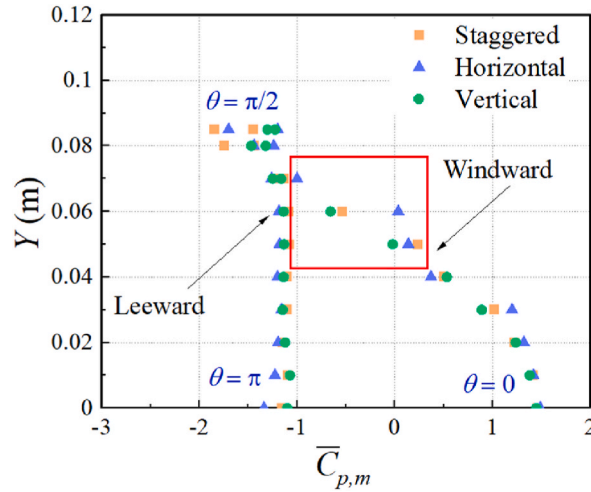 0.12
0.1
0.08
0.06
0.04
0.02
0
Y (m)
Staggered
Horizontal
Vertical
θ = π/2
Windward
Leeward
θ = π
θ = 0
-3 -2 -1 0 1 2
C̅p,m